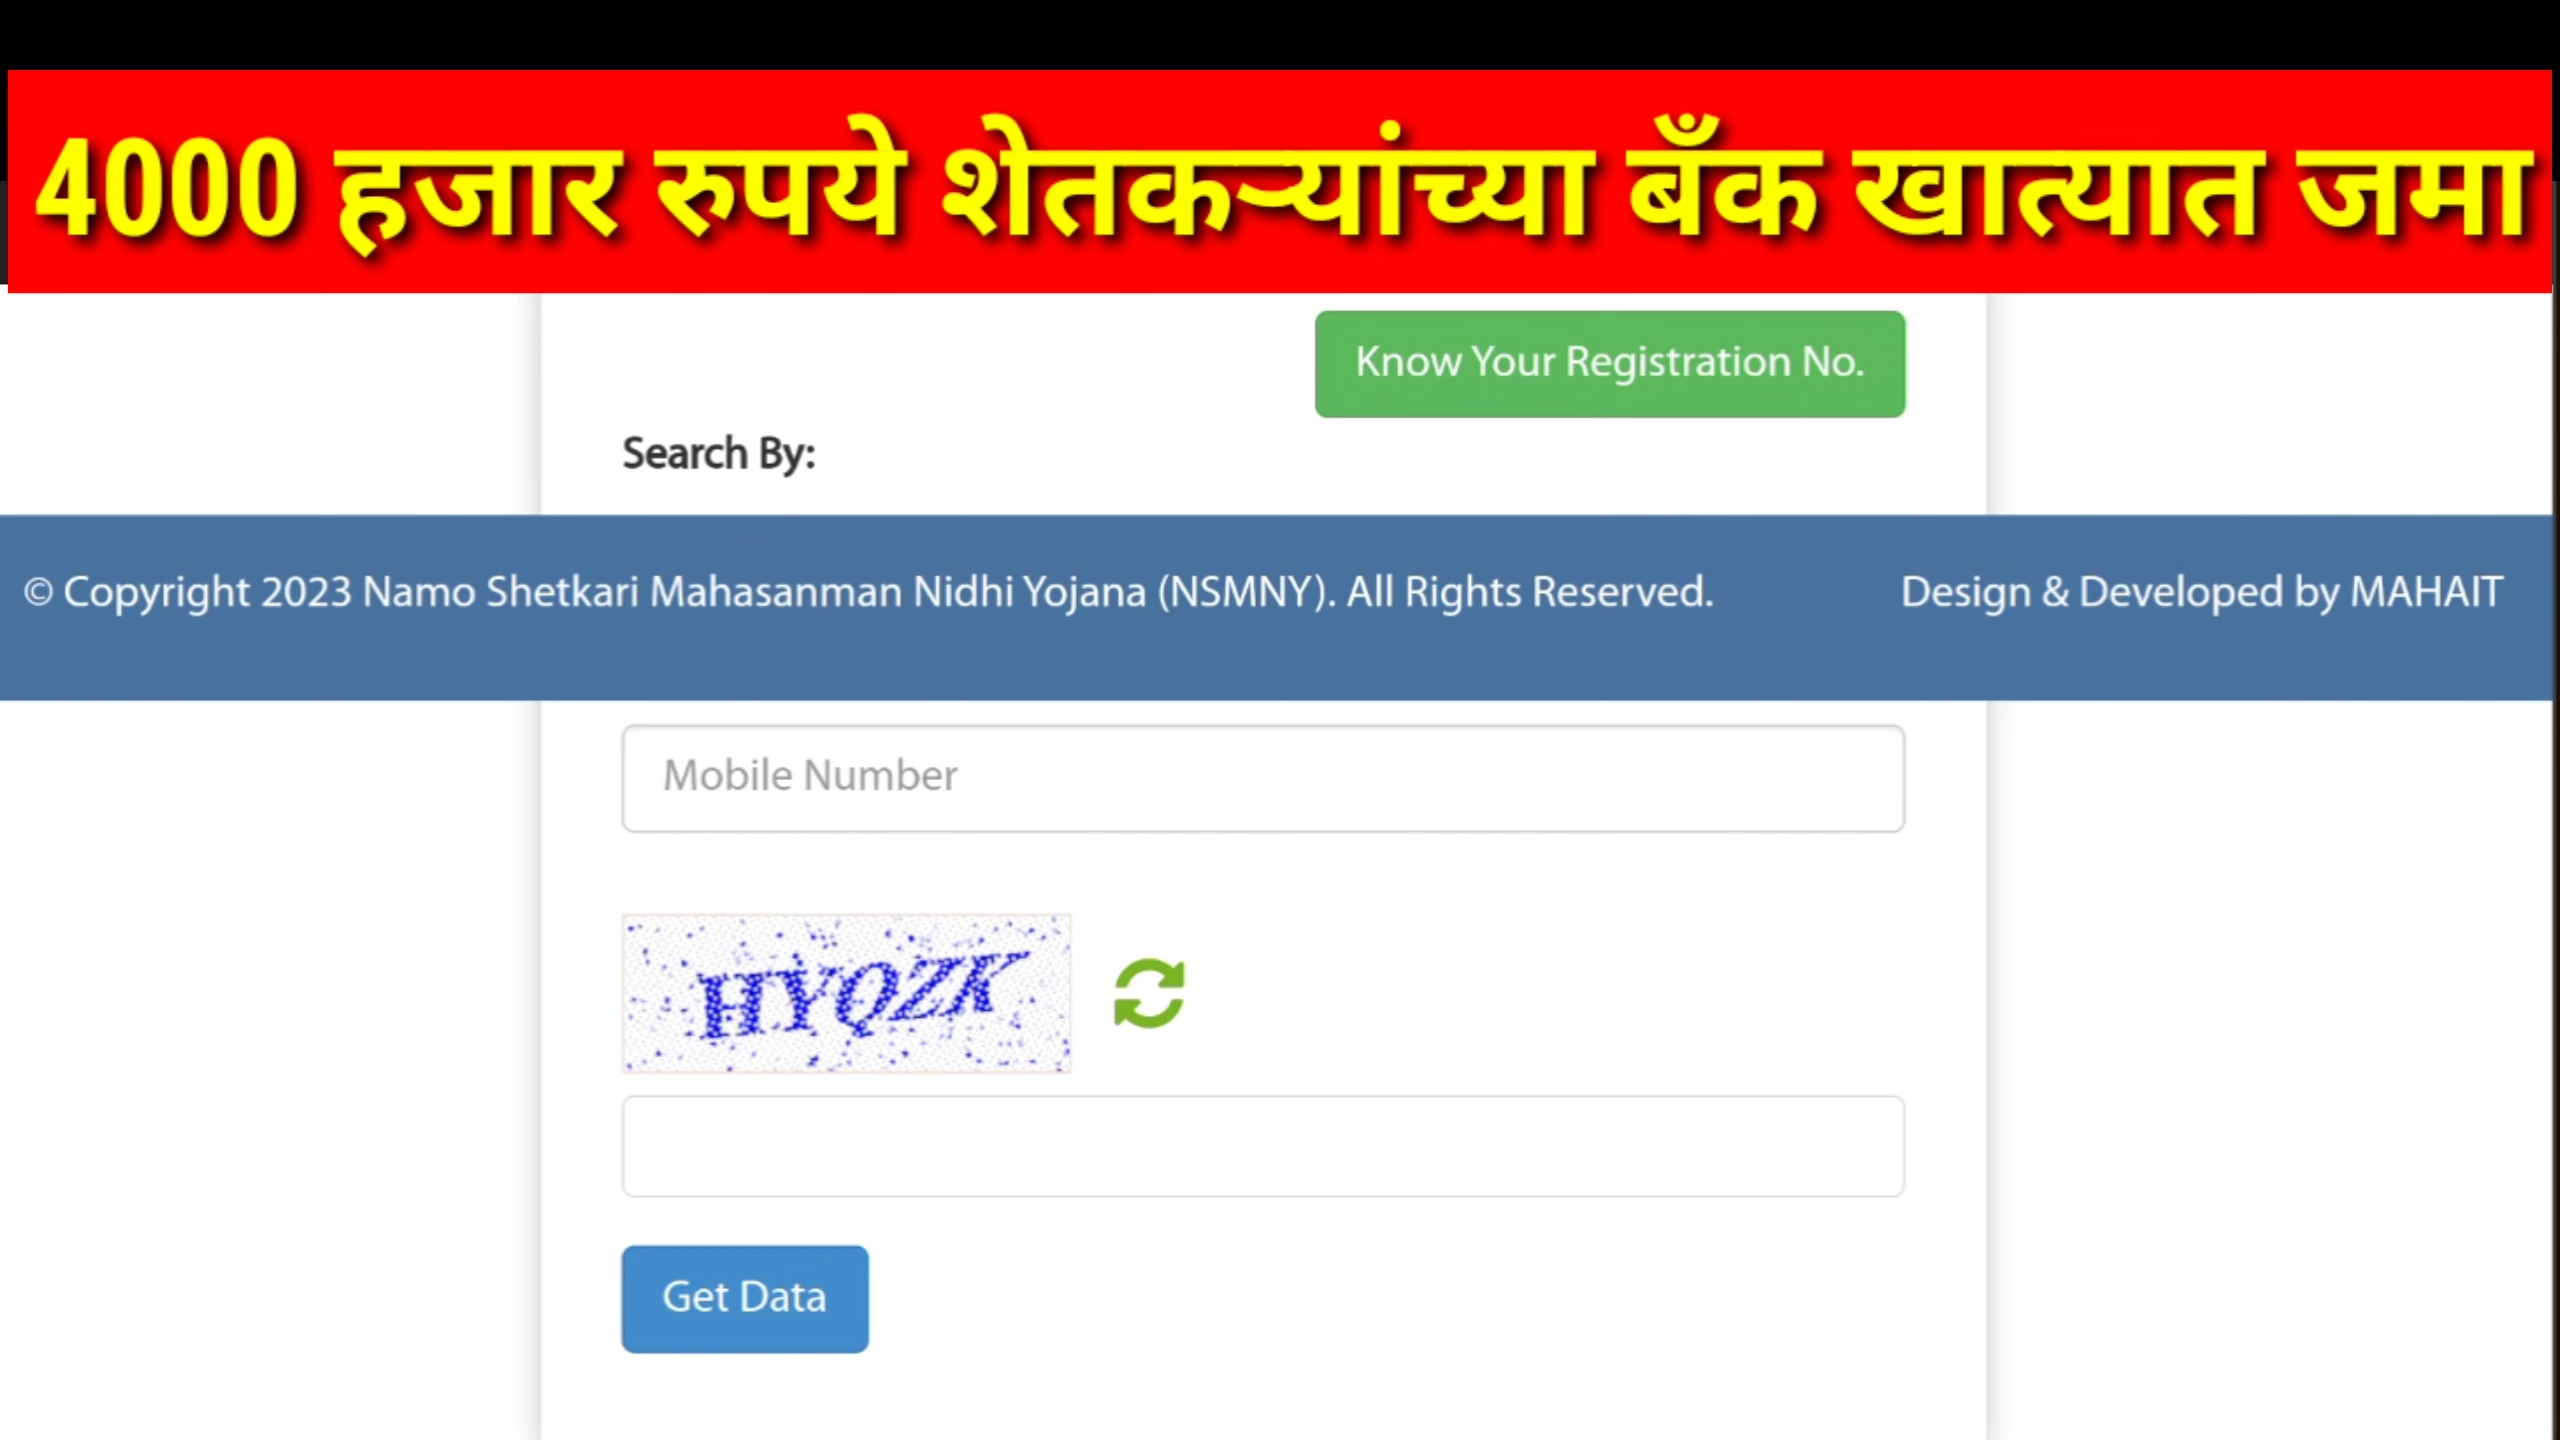 4000 हजार रुपये शेतकऱ्यांच्या बँक खात्यात जमा
Know Your Registration No.
Search By:
© Copyright 2023 Namo Shetkari Mahasanman Nidhi Yojana (NSMNY). All Rights Reserved. Design & Developed by MAHAIT
Mobile Number
HYQZK
Get Data